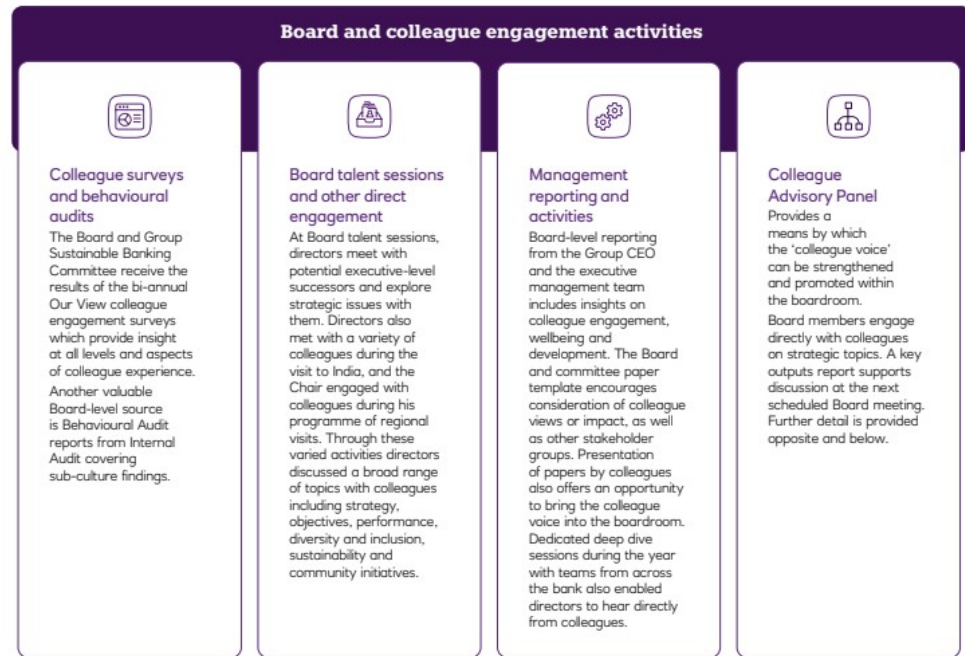 Board and colleague engagement activities
Colleague surveys
and behavioural
audits
The Board and Group
Sustainable Banking
Committee receive the
results of the bi-annual
Our View colleague
engagement surveys
which provide insight
at all levels and aspects
of colleague experience.
Another valuable
Board-level source
is Behavioural Audit
reports from Internal
Audit covering
sub-culture findings.
Board talent sessions
and other direct
engagement
At Board talent sessions,
directors meet with
potential executive-level
successors and explore
strategic issues with
them. Directors also
met with a variety of
colleagues during the
visit to India, and the
Chair engaged with
colleagues during his
programme of regional
visits. Through these
varied activities directors
discussed a broad range
of topics with colleagues
including strategy,
objectives, performance,
diversity and inclusion,
sustainability and
community initiatives.
Management
reporting and
activities
Board-level reporting
from the Group CEO
and the executive
management team
includes insights on
colleague engagement,
wellbeing and
development. The Board
and committee paper
template encourages
consideration of colleague
views or impact, as well
as other stakeholder
groups. Presentation
of papers by colleagues
also offers an opportunity
to bring the colleague
voice into the boardroom.
Dedicated deep dive
sessions during the year
with teams from across
the bank also enabled
directors to hear directly
from colleagues.
Colleague
Advisory Panel
Provides a
means by which
the ‘colleague voice’
can be strengthened
and promoted within
the boardroom.
Board members engage
directly with colleagues
on strategic topics. A key
outputs report supports
discussion at the next
scheduled Board meeting.
Further detail is provided
opposite and below.